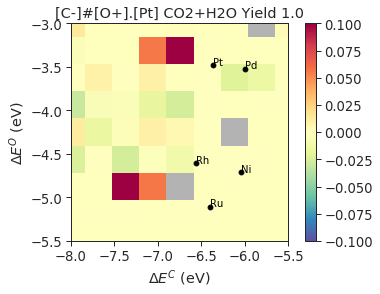 [C-]#[O+].[Pt] CO2+H2O Yield 1.0
−3.0
−3.5
−4.0
−4.5
−5.0
−5.5
ΔE^O (eV)
Pt
Pd
Rh
Ni
Ru
−8.0 −7.5 −7.0 −6.5 −6.0 −5.5
ΔE^C (eV)
0.100
0.075
0.050
0.025
0.000
−0.025
−0.050
−0.075
−0.100